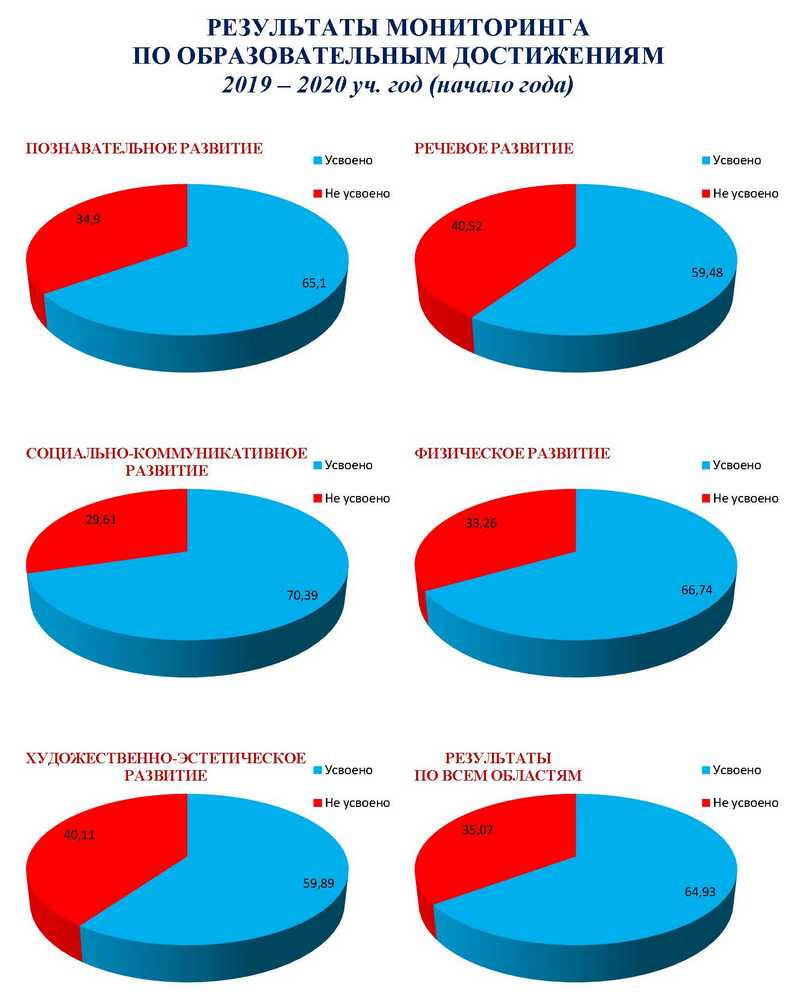 РЕЗУЛЬТАТЫ МОНИТОРИНГА
ПО ОБРАЗОВАТЕЛЬНЫМ ДОСТИЖЕНИЯМ
2019 – 2020 уч. год (начало года)
ПОЗНАВАТЕЛЬНОЕ РАЗВИТИЕ
Усвоено
Не усвоено
34,9
65,1
РЕЧЕВОЕ РАЗВИТИЕ
Усвоено
Не усвоено
40,52
59,48
СОЦИАЛЬНО-КОММУНИКАТИВНОЕ
РАЗВИТИЕ
Усвоено
Не усвоено
29,61
70,39
ФИЗИЧЕСКОЕ РАЗВИТИЕ
Усвоено
Не усвоено
33,26
66,74
ХУДОЖЕСТВЕННО-ЭСТЕТИЧЕСКОЕ
РАЗВИТИЕ
Усвоено
Не усвоено
40,11
59,89
РЕЗУЛЬТАТЫ
ПО ВСЕМ ОБЛАСТЯМ
Усвоено
Не усвоено
35,07
64,93